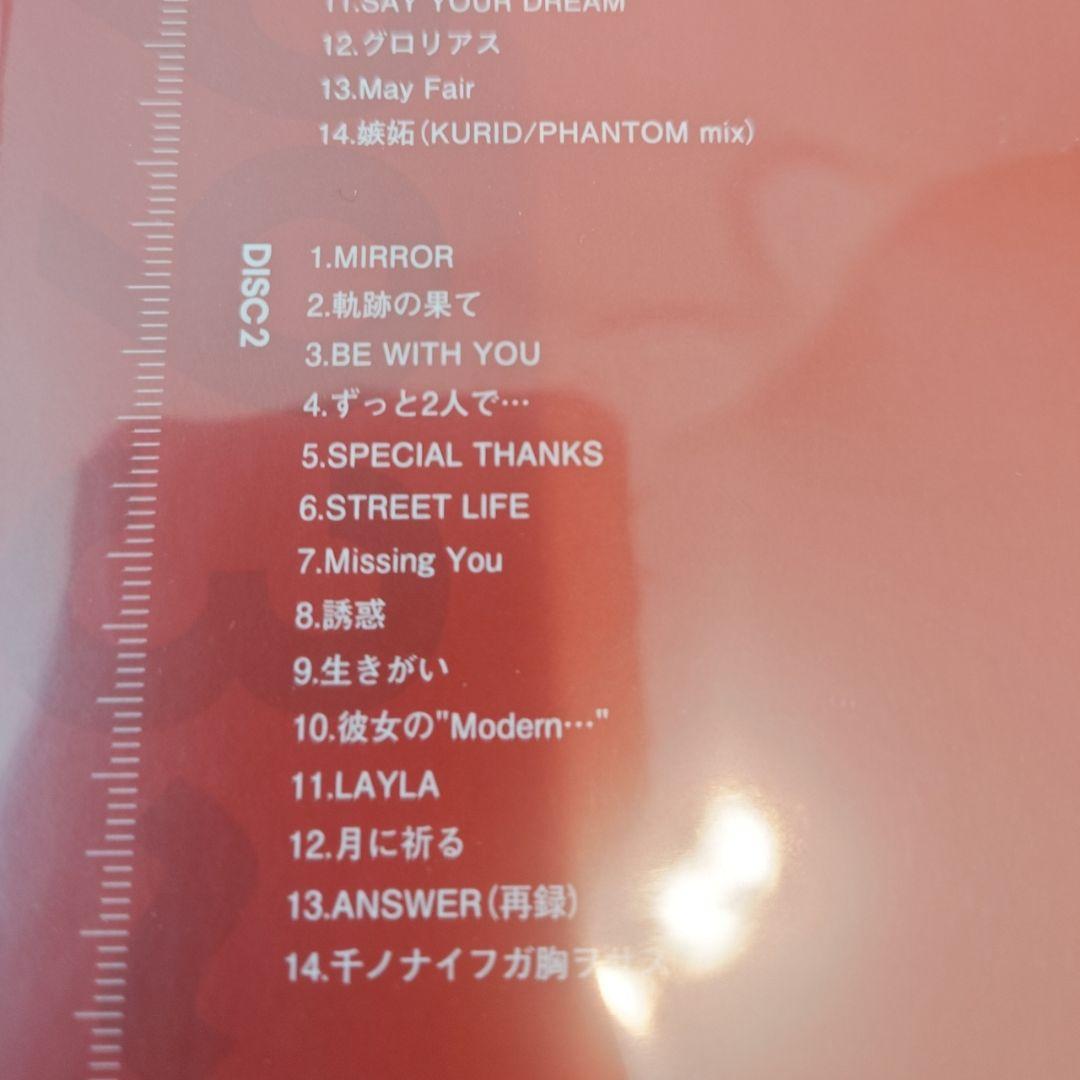 11.SAY YOUR DREAM
12.グロリアス
13.May Fair
14.嫉妬(KURID/PHANTOM mix)
DISC2
1.MIRROR
2.軌跡の果て
3.BE WITH YOU
4.ずっと2人で…
5.SPECIAL THANKS
6.STREET LIFE
7.Missing You
8.誘惑
9.生きがい
10.彼女の"Modern…"
11.LAYLA
12.月に祈る
13.ANSWER(再録)
14.千ノナイフガ胸ヲサス